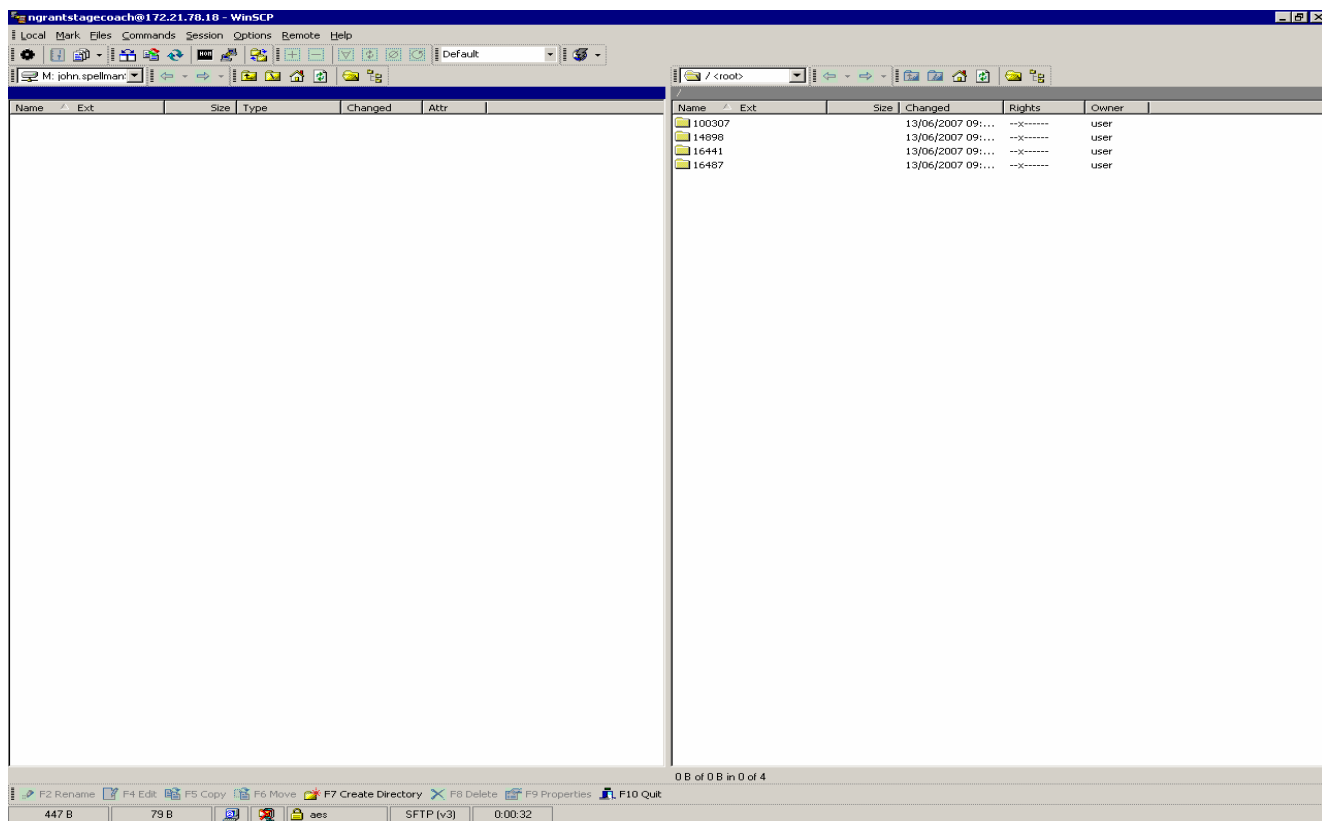 ngrantstagecoach@172.21.78.18 - WinSCP
Local Mark Files Commands Session Options Remote Help
Default
M: john.spellman: / <root>
/
Name Ext Size Type Changed Attr Name Ext Size Changed Rights Owner
100307 13/06/2007 09:... --x------ user
14898 13/06/2007 09:... --x------ user
16441 13/06/2007 09:... --x------ user
16487 13/06/2007 09:... --x------ user
0 B of 0 B in 0 of 4
F2 Rename F4 Edit F5 Copy F6 Move F7 Create Directory F8 Delete F9 Properties F10 Quit
447 B 79 B aes SFTP (v3) 0:00:32